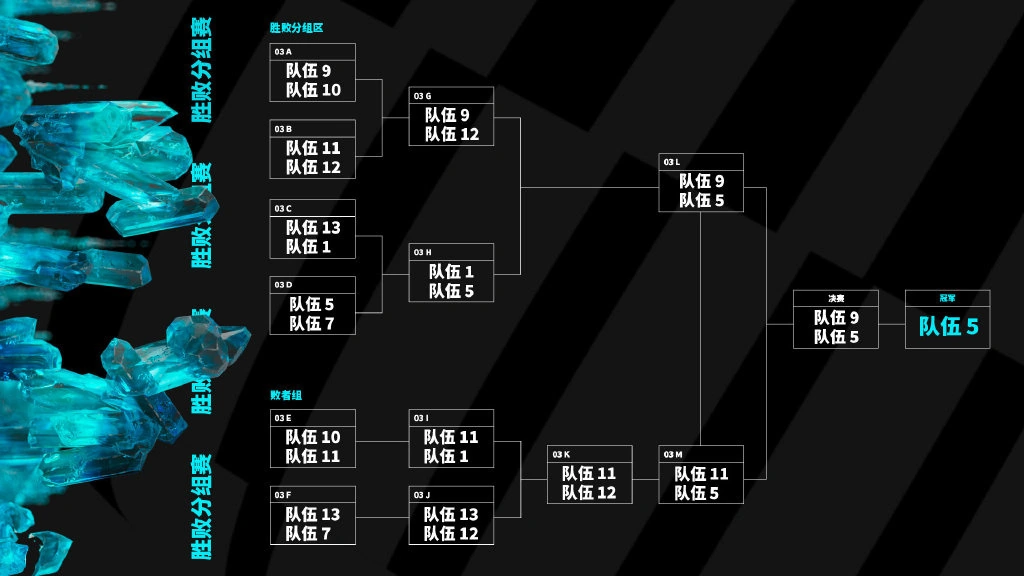 胜败分组赛
胜败分组赛
胜败分组赛
胜败分组赛
胜败分组区
03 A
队伍 9
队伍 10
03 B
队伍 11
队伍 12
03 C
队伍 13
队伍 1
03 D
队伍 5
队伍 7
03 G
队伍 9
队伍 12
03 H
队伍 1
队伍 5
03 L
队伍 9
队伍 5
决赛
队伍 9
队伍 5
冠军
队伍 5
败者组
03 E
队伍 10
队伍 11
03 F
队伍 13
队伍 7
03 I
队伍 11
队伍 1
03 J
队伍 13
队伍 12
03 K
队伍 11
队伍 12
03 M
队伍 11
队伍 5